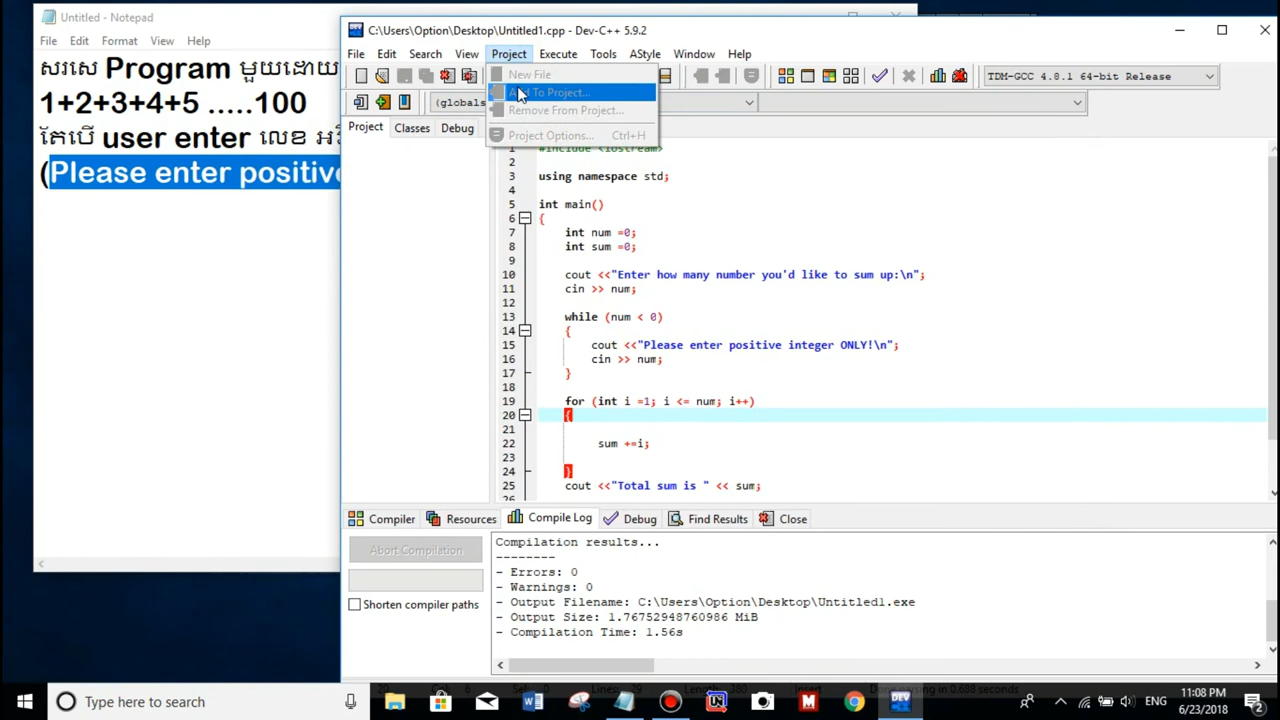 Untitled - Notepad
File Edit Format View Help
សរសេ Program មួយដោយ
1+2+3+4+5 .....100
តែបើ user enter លេខ
(Please enter positive
C:\Users\Option\Desktop\Untitled1.cpp - Dev-C++ 5.9.2
File Edit Search View Project Execute Tools AStyle Window Help
New File
Add To Project...
Remove From Project...
Project Options... Ctrl+H
TDM-GCC 4.8.1 64-bit Release
(globals
Project Classes Debug
1 #include <iostream>
2
3 using namespace std;
4
5 int main()
6 {
7 int num =0;
8 int sum =0;
9
10 cout <<"Enter how many number you'd like to sum up:\n";
11 cin >> num;
12
13 while (num < 0)
14 {
15 cout <<"Please enter positive integer ONLY!\n";
16 cin >> num;
17 }
18
19 for (int i =1; i <= num; i++)
20 {
21
22 sum +=i;
23
24 }
25 cout <<"Total sum is " << sum;
26
Compiler Resources Compile Log Debug Find Results Close
Abort Compilation
Shorten compiler paths
Compilation results...
--------
- Errors: 0
- Warnings: 0
- Output Filename: C:\Users\Option\Desktop\Untitled1.exe
- Output Size: 1.76752948760986 MiB
- Compilation Time: 1.56s
Type here to search
DEV
ENG
11:08 PM
6/23/2018
2